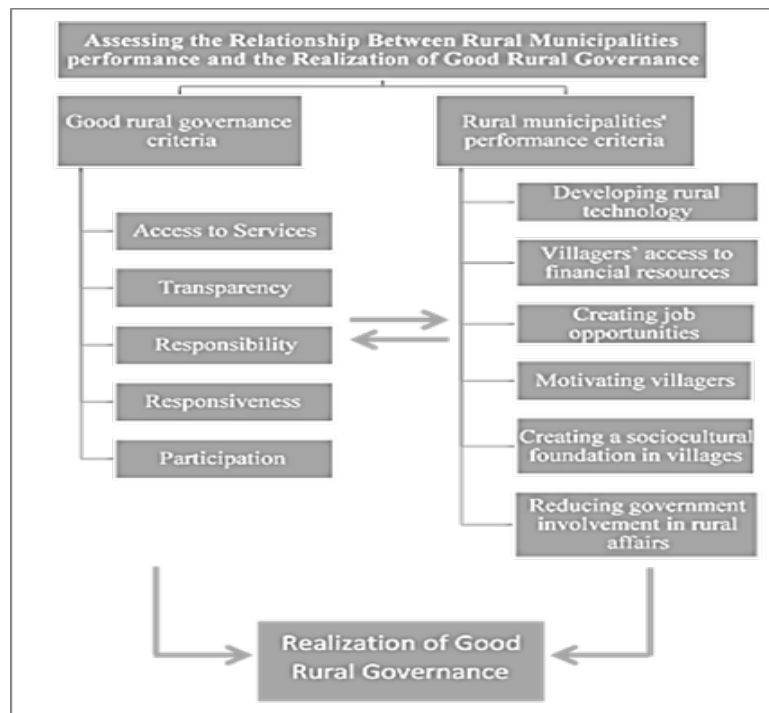 Assessing the Relationship Between Rural Municipalities
performance and the Realization of Good Rural Governance
Good rural governance
criteria
Access to Services
Transparency
Responsibility
Responsiveness
Participation
Rural municipalities'
performance criteria
Developing rural
technology
Villagers’ access to
financial resources
Creating job
opportunities
Motivating villagers
Creating a sociocultural
foundation in villages
Reducing government
involvement in rural
affairs
Realization of Good
Rural Governance